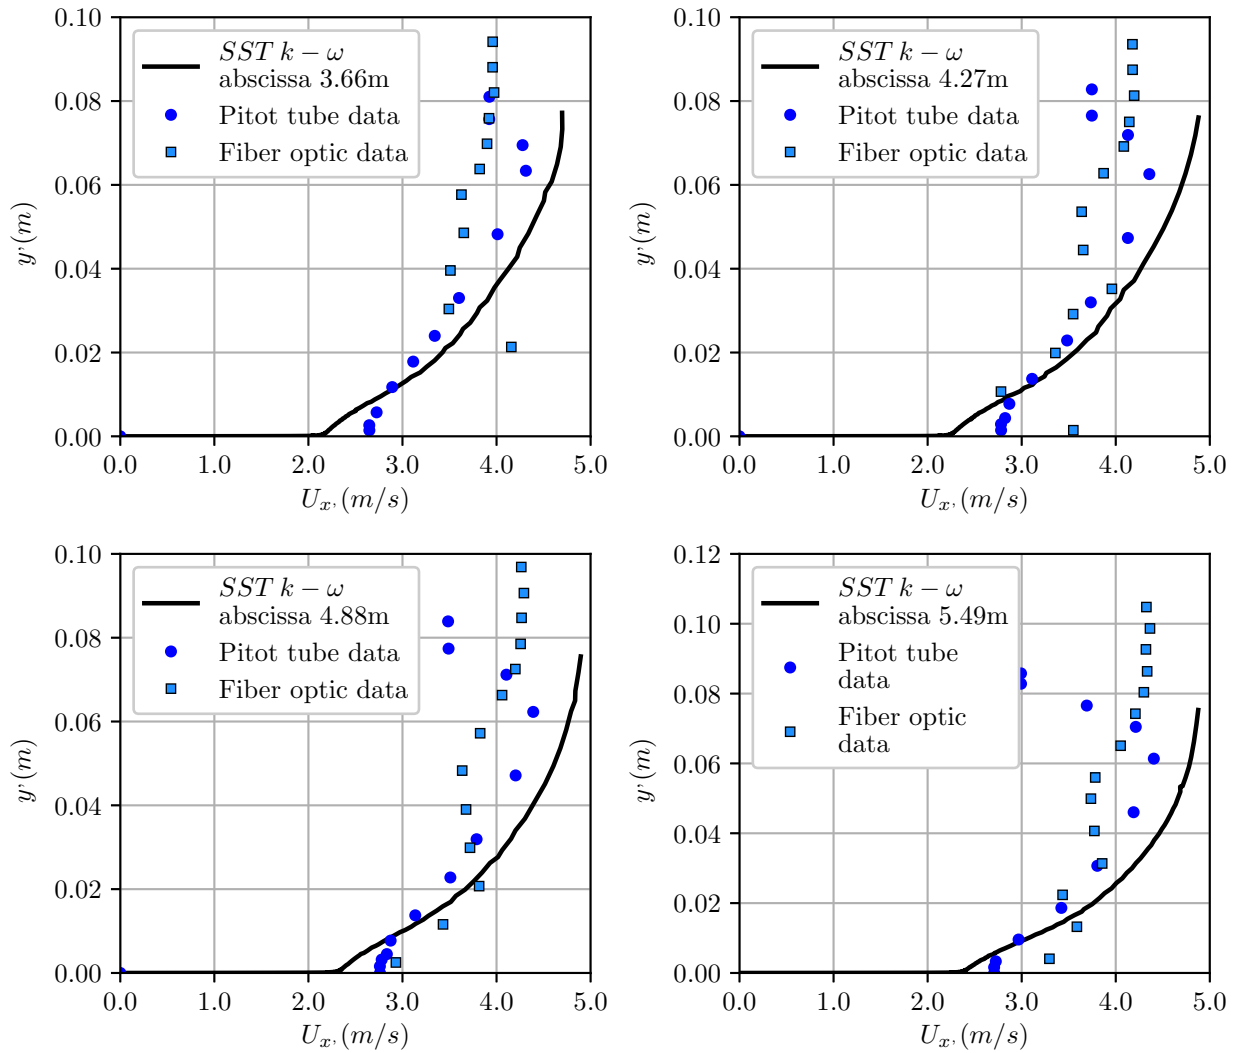 0.10
0.08
0.06
0.04
0.02
0.00
y’(m)
SST k − ω
abscissa 3.66m
Pitot tube data
Fiber optic data
0.0 1.0 2.0 3.0 4.0 5.0
Ux’(m/s)
0.10
0.08
0.06
0.04
0.02
0.00
y’(m)
SST k − ω
abscissa 4.27m
Pitot tube data
Fiber optic data
0.0 1.0 2.0 3.0 4.0 5.0
Ux’(m/s)
0.10
0.08
0.06
0.04
0.02
0.00
y’(m)
SST k − ω
abscissa 4.88m
Pitot tube data
Fiber optic data
0.0 1.0 2.0 3.0 4.0 5.0
Ux’(m/s)
0.12
0.10
0.08
0.06
0.04
0.02
0.00
y’(m)
SST k − ω
abscissa 5.49m
Pitot tube
data
Fiber optic
data
0.0 1.0 2.0 3.0 4.0 5.0
Ux’(m/s)